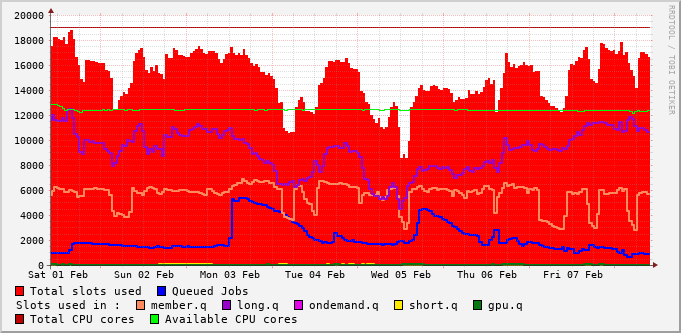 20000
18000
16000
14000
12000
10000
8000
6000
4000
2000
0
Sat 01 Feb Sun 02 Feb Mon 03 Feb Tue 04 Feb Wed 05 Feb Thu 06 Feb Fri 07 Feb
Total slots used Queued Jobs
Slots used in : member.q long.q ondemand.q short.q gpu.q
Total CPU cores Available CPU cores
RRDTOOL / TOBI OETIKER